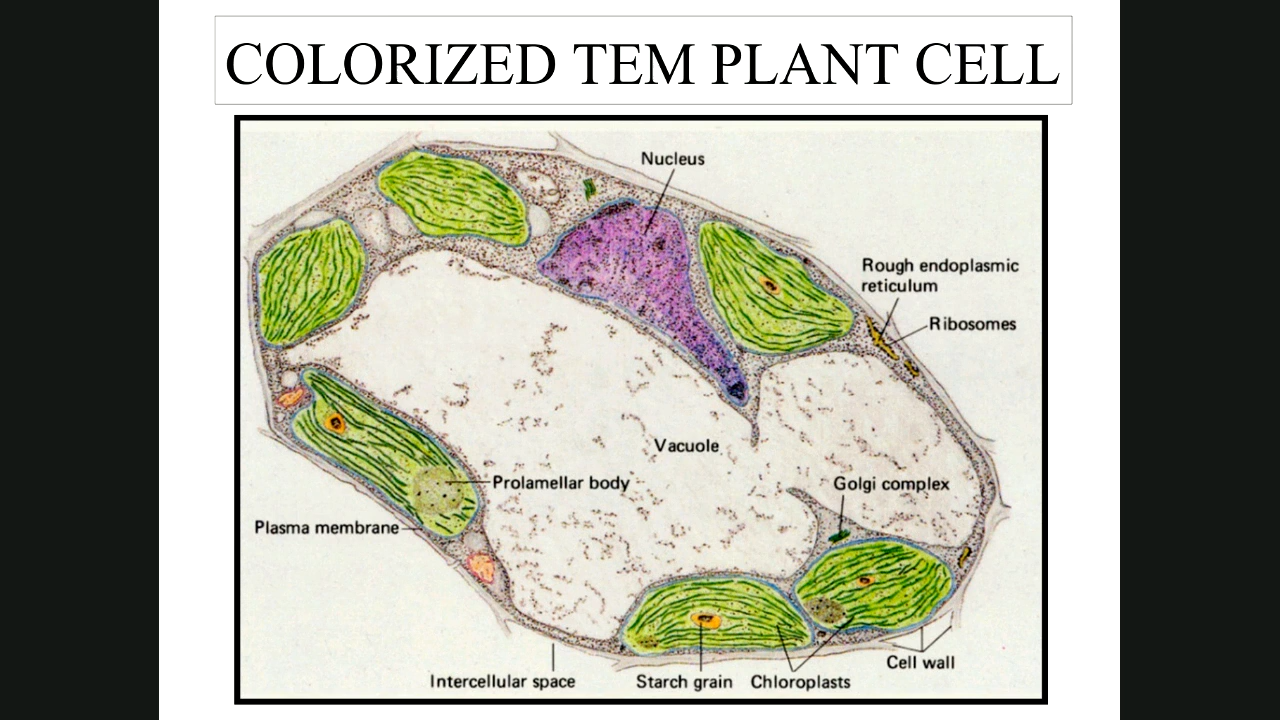 COLORIZED TEM PLANT CELL
Nucleus
Rough endoplasmic
reticulum
Ribosomes
Vacuole
Prolamellar body
Golgi complex
Plasma membrane
Cell wall
Intercellular space
Starch grain
Chloroplasts